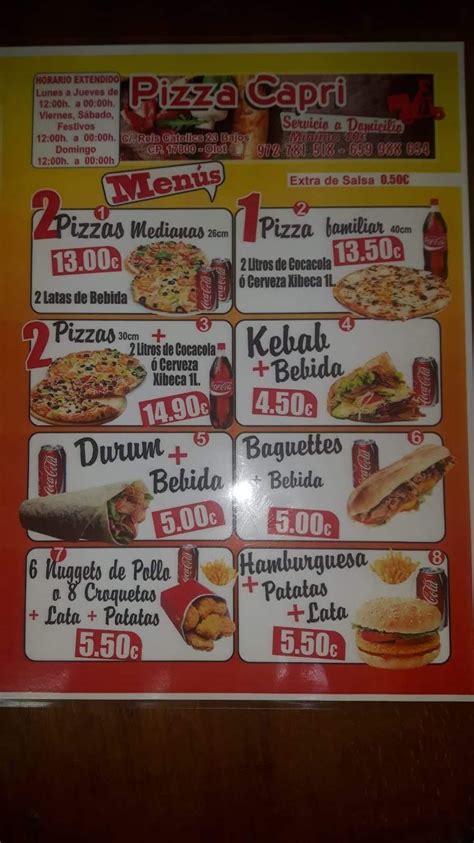 HORARIO EXTENDIDO
Lunes a Jueves de
12:00h. a 00:00h.
Viernes, Sábado,
Festivos
12:00h. a 00:00h.
Domingo
12:00h. a 00:00h.
Pizza Capri
C/. Reis Catolics 23 Bajos
CP. 17800 - Olot
Servicio a Domicilio
972 781 518 - 659 988 654
Menús
Extra de Salsa 0.50€
1
2 Pizzas Medianas 26cm
13.00€
2 Latas de Bebida
2
1 Pizza familiar 40cm
13.50€
2 Litros de Cocacola
ó Cerveza Xibeca 1L.
3
2 Pizzas 30cm +
2 Litros de Cocacola
ó Cerveza
Xibeca 1L.
14.90€
4
Kebab
+ Bebida
4.50€
5
Durum +
Bebida
5.00€
6
Baguettes
+ Bebida
5.00€
7
6 Nuggets de Pollo
o 8 Croquetas
+ Lata + Patatas
5.50€
8
Hamburguesa
+ Patatas
+ Lata
5.50€